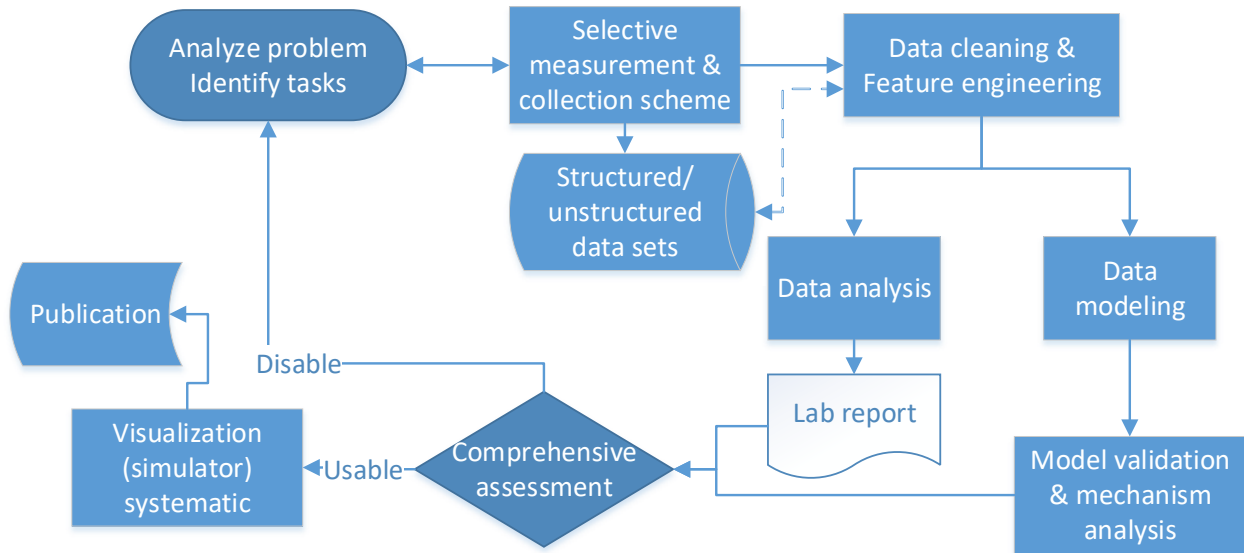 Analyze problem
Identify tasks
Selective
measurement &
collection scheme
Data cleaning &
Feature engineering
Structured/
unstructured
data sets
Data analysis
Data
modeling
Publication
Disable
Lab report
Visualization
(simulator)
systematic
Usable
Comprehensive
assessment
Model validation
& mechanism
analysis